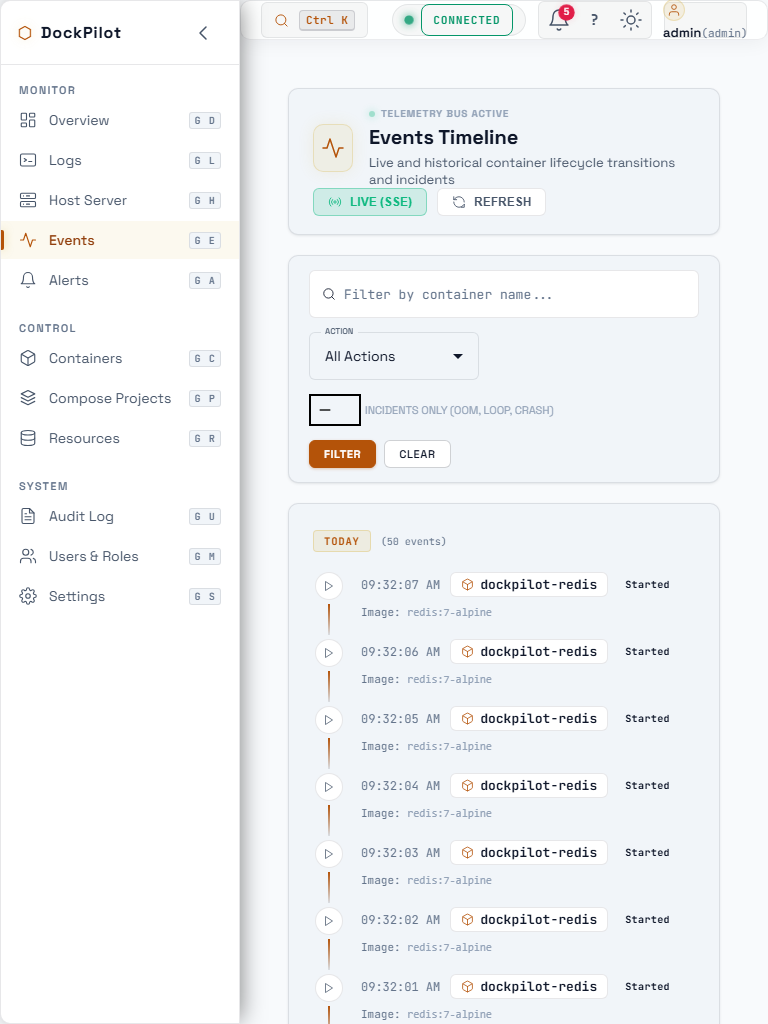 DockPilot
Ctrl K
CONNECTED
5
?
admin(admin)
MONITOR
Overview G D
Logs G L
Host Server G H
Events G E
Alerts G A
CONTROL
Containers G C
Compose Projects G P
Resources G R
SYSTEM
Audit Log G U
Users & Roles G M
Settings G S
TELEMETRY BUS ACTIVE
Events Timeline
Live and historical container lifecycle transitions
and incidents
LIVE (SSE) REFRESH
Filter by container name...
ACTION
All Actions
INCIDENTS ONLY (OOM, LOOP, CRASH)
FILTER CLEAR
TODAY (50 events)
09:32:07 AM dockpilot-redis Started
Image: redis:7-alpine
09:32:06 AM dockpilot-redis Started
Image: redis:7-alpine
09:32:05 AM dockpilot-redis Started
Image: redis:7-alpine
09:32:04 AM dockpilot-redis Started
Image: redis:7-alpine
09:32:03 AM dockpilot-redis Started
Image: redis:7-alpine
09:32:02 AM dockpilot-redis Started
Image: redis:7-alpine
09:32:01 AM dockpilot-redis Started
Image: redis:7-alpine